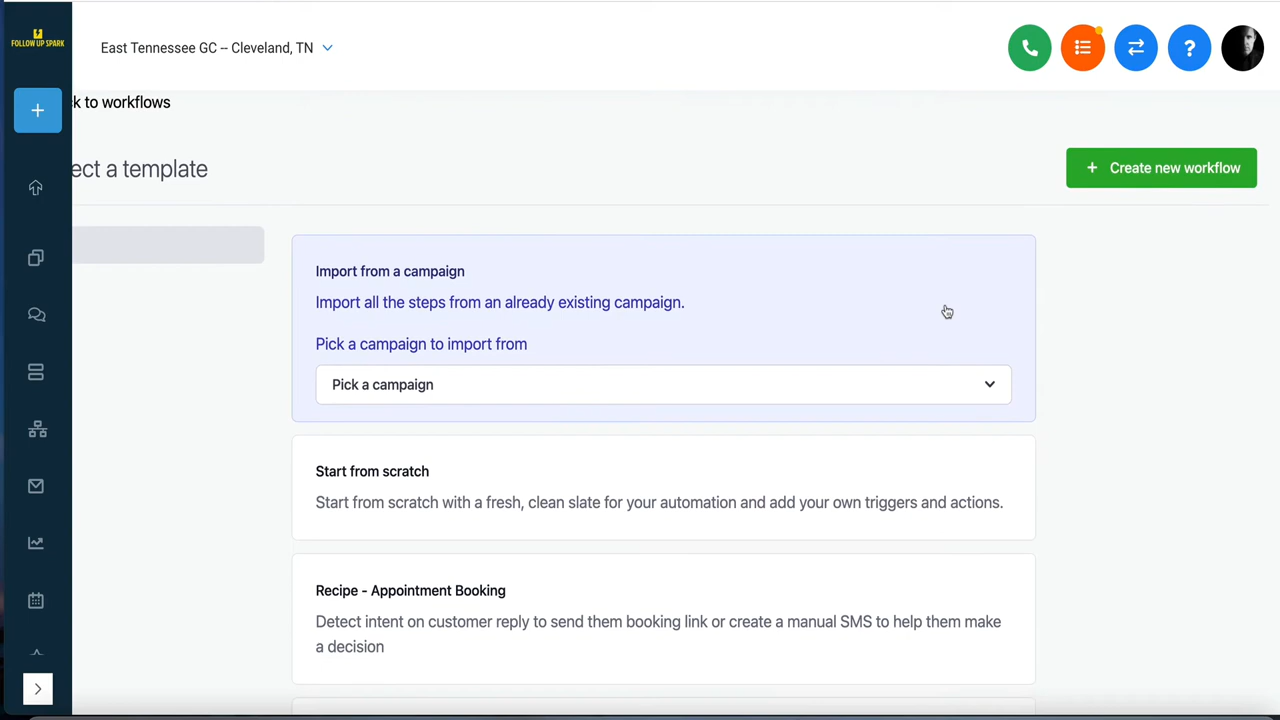 FOLLOW UP SPARK
East Tennessee GC -- Cleveland, TN
?
+
k to workflows
ect a template
+ Create new workflow
Import from a campaign
Import all the steps from an already existing campaign.
Pick a campaign to import from
Pick a campaign
Start from scratch
Start from scratch with a fresh, clean slate for your automation and add your own triggers and actions.
Recipe - Appointment Booking
Detect intent on customer reply to send them booking link or create a manual SMS to help them make
a decision